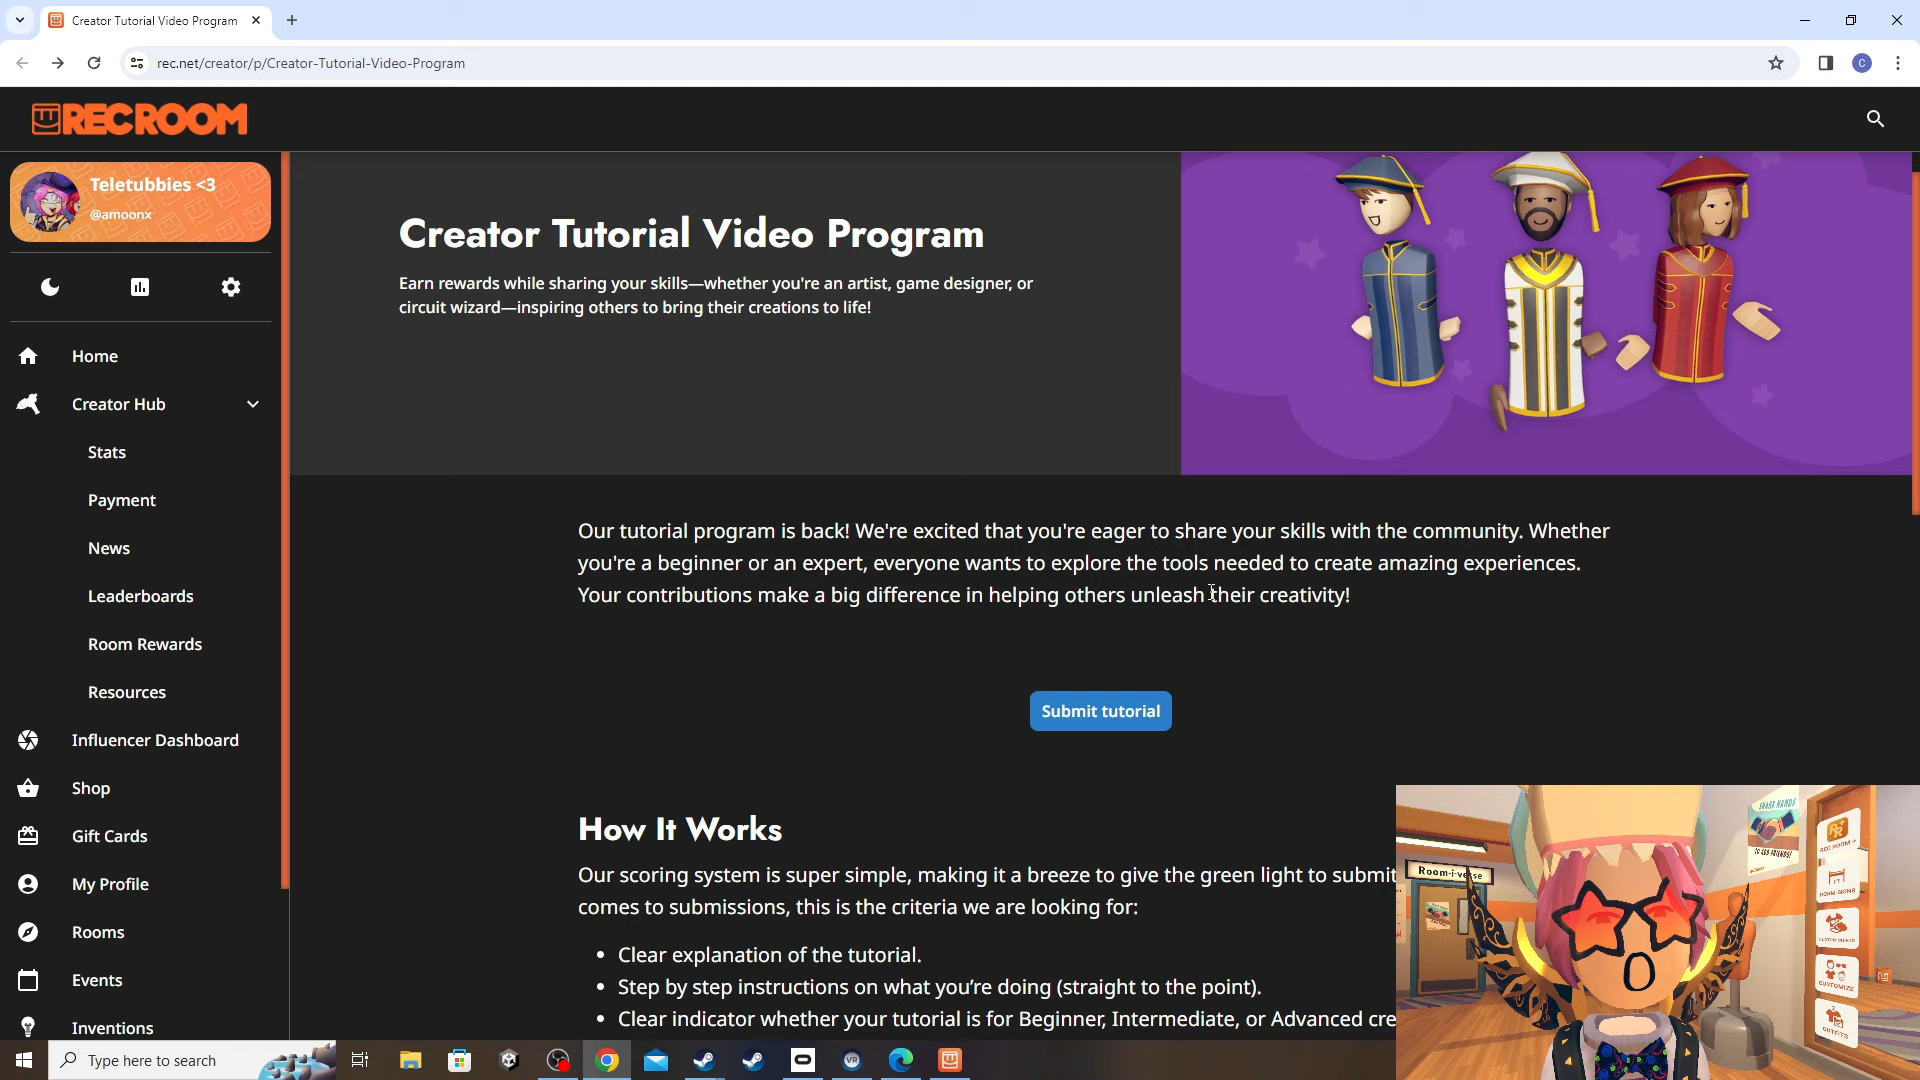 Creator Tutorial Video Program
rec.net/creator/p/Creator-Tutorial-Video-Program
C
RECROOM
Teletubbies <3
@amoonx
Home
Creator Hub
Stats
Payment
News
Leaderboards
Room Rewards
Resources
Influencer Dashboard
Shop
Gift Cards
My Profile
Rooms
Events
Inventions
Creator Tutorial Video Program
Earn rewards while sharing your skills—whether you're an artist, game designer, or
circuit wizard—inspiring others to bring their creations to life!
Our tutorial program is back! We're excited that you're eager to share your skills with the community. Whether
you're a beginner or an expert, everyone wants to explore the tools needed to create amazing experiences.
Your contributions make a big difference in helping others unleash their creativity!
Submit tutorial
How It Works
Our scoring system is super simple, making it a breeze to give the green light to submit
comes to submissions, this is the criteria we are looking for:
• Clear explanation of the tutorial.
• Step by step instructions on what you're doing (straight to the point).
• Clear indicator whether your tutorial is for Beginner, Intermediate, or Advanced cre
Room-i-verse
SHAKE HANDS
REC ROOM +
CUSTOMIZE
OUTFITS
Type here to search
VR